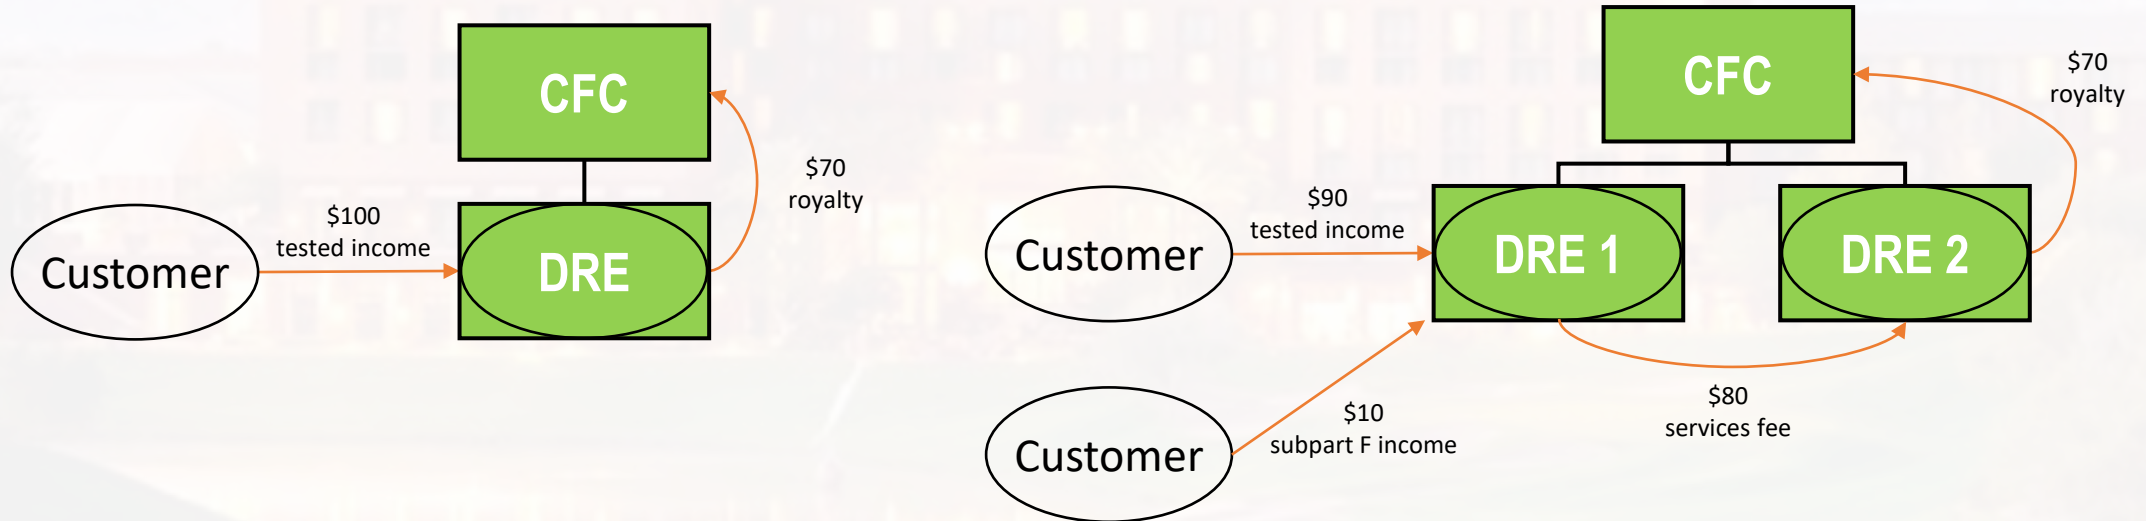 CFC
$70
royalty
$100
tested income
Customer
DRE
CFC
$70
royalty
$90
tested income
Customer
DRE 1
DRE 2
$10
subpart F income
Customer
$80
services fee